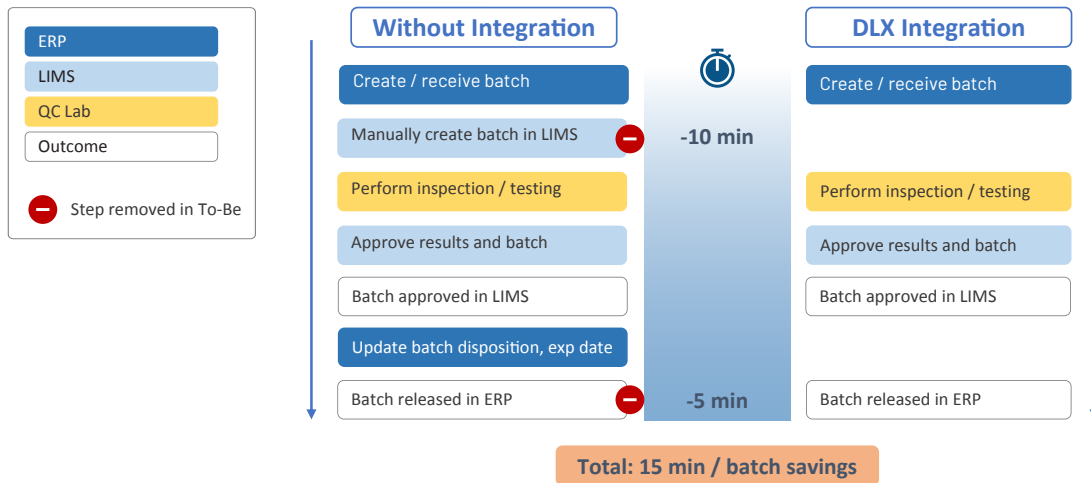 ERP
LIMS
QC Lab
Outcome
Step removed in To-Be
Without Integration
Create / receive batch
Manually create batch in LIMS
Perform inspection / testing
Approve results and batch
Batch approved in LIMS
Update batch disposition, exp date
Batch released in ERP
-10 min
-5 min
DLX Integration
Create / receive batch
Perform inspection / testing
Approve results and batch
Batch approved in LIMS
Batch released in ERP
Total: 15 min / batch savings